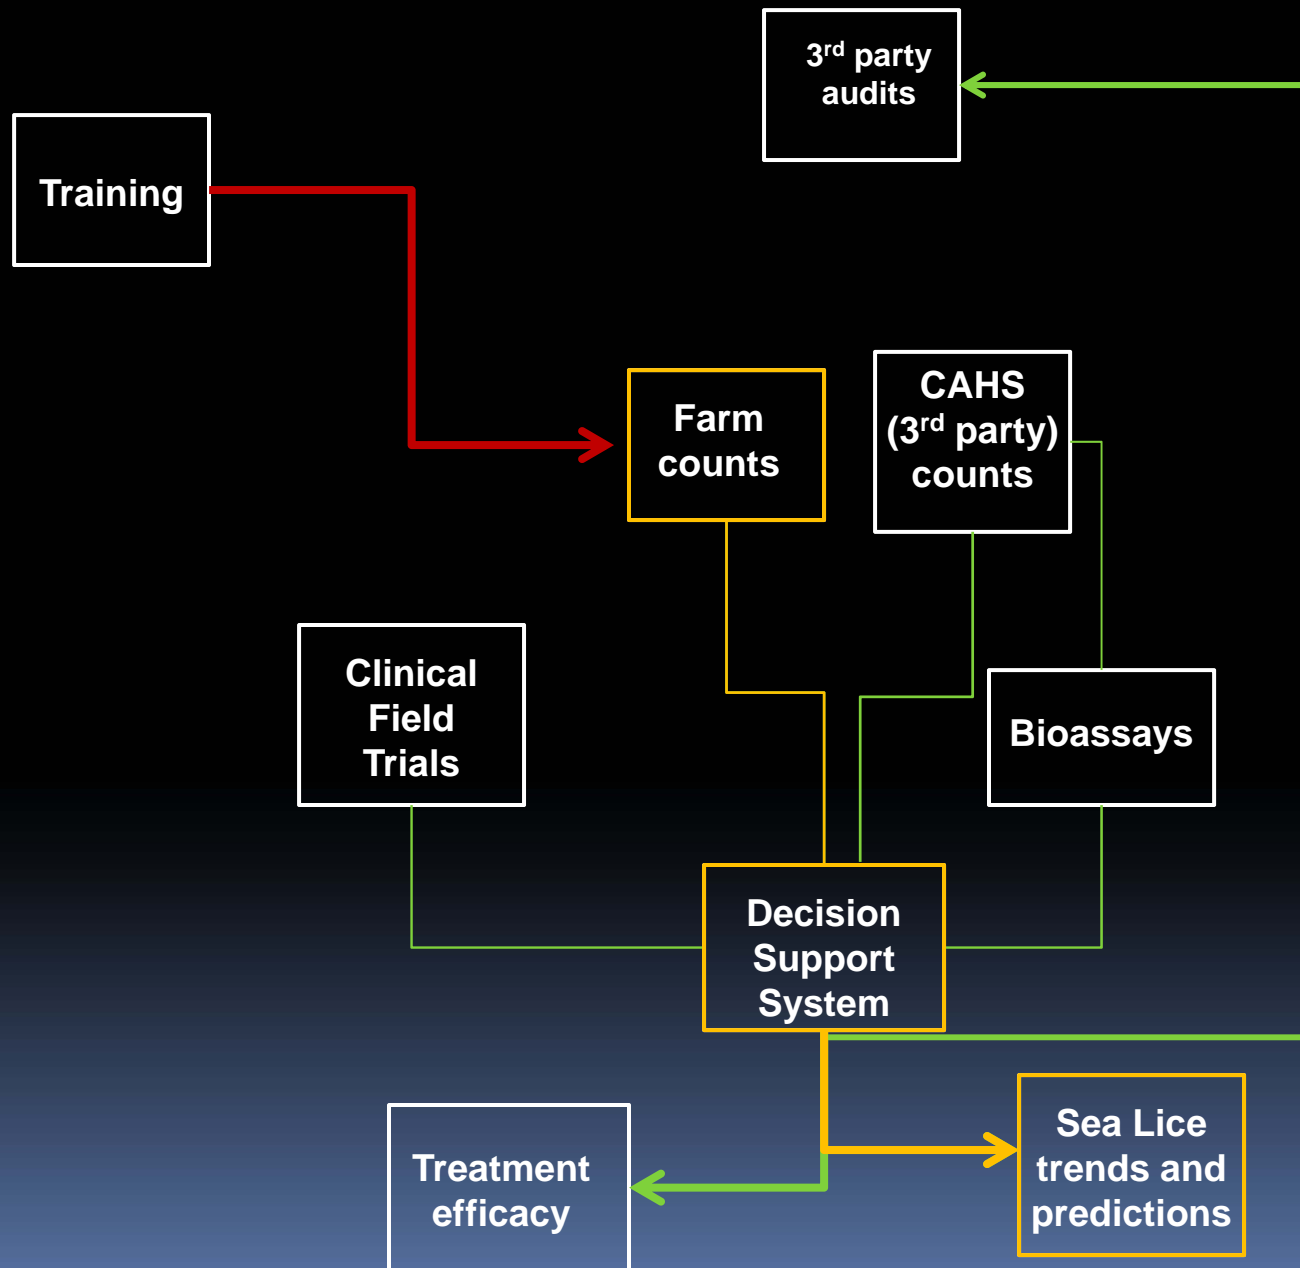 3rd party
audits
Training
Farm
counts
CAHS
(3rd party)
counts
Clinical
Field
Trials
Bioassays
Decision
Support
System
Treatment
efficacy
Sea Lice
trends and
predictions